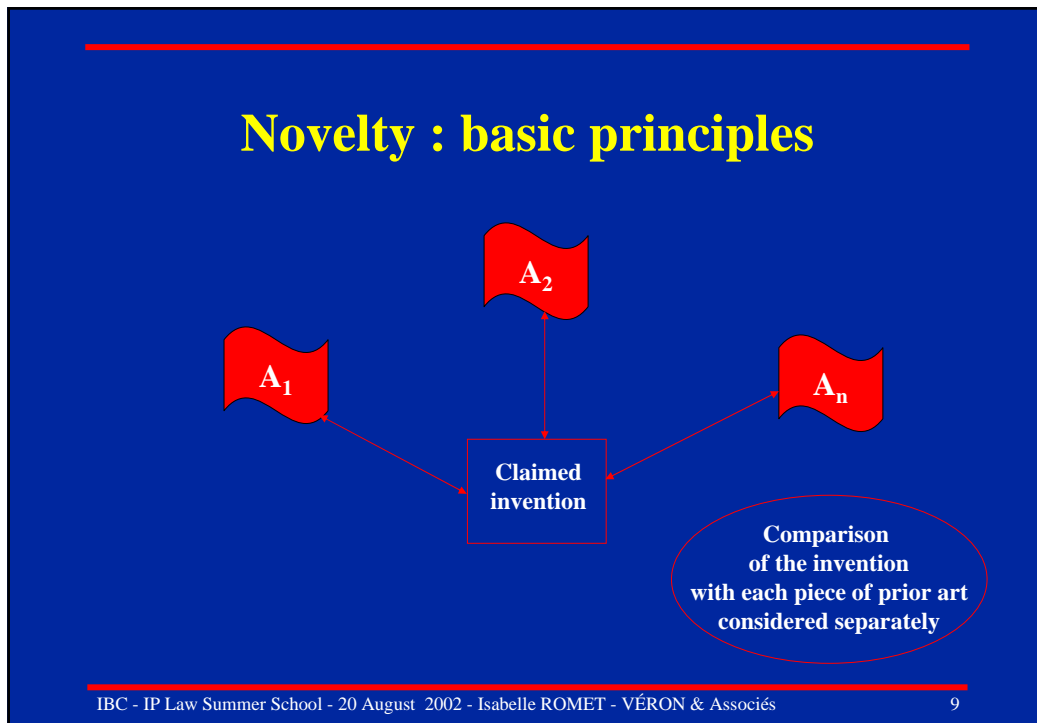 Novelty : basic principles
A2
A1
An
Claimed
invention
Comparison
of the invention
with each piece of prior art
considered separately
IBC - IP Law Summer School - 20 August 2002 - Isabelle ROMET - VÉRON & Associés 9